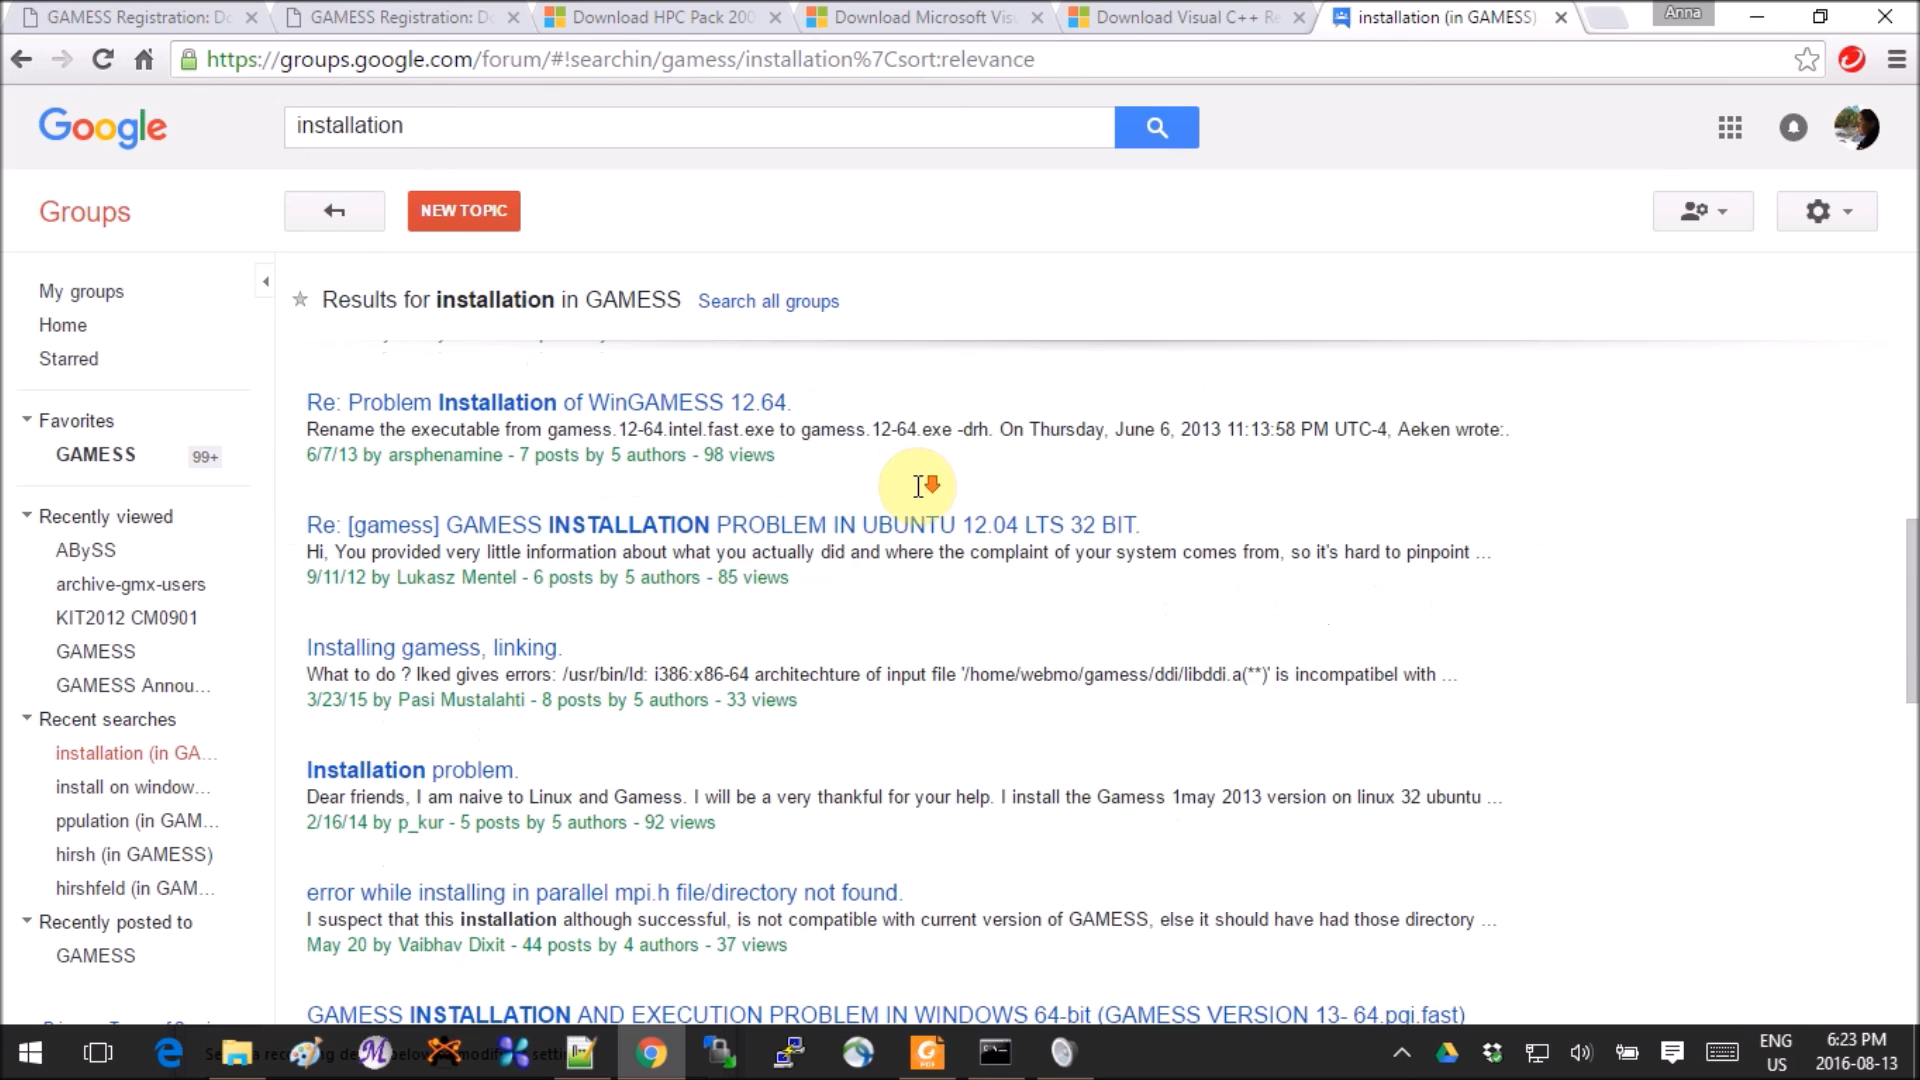 GAMESS Registration: Do
GAMESS Registration: Do
Download HPC Pack 200
Download Microsoft Visu
Download Visual C++ Re
installation (in GAMESS)
Anna
https://groups.google.com/forum/#!searchin/gamess/installation%7Csort:relevance
Google
installation
Groups
NEW TOPIC
My groups
Home
Starred
Favorites
GAMESS 99+
Recently viewed
ABySS
archive-gmx-users
KIT2012 CM0901
GAMESS
GAMESS Annou...
Recent searches
installation (in GA...
install on window...
ppulation (in GAM...
hirsh (in GAMESS)
hirshfeld (in GAM...
Recently posted to
GAMESS
Results for installation in GAMESS Search all groups
Re: Problem Installation of WinGAMESS 12.64.
Rename the executable from gamess.12-64.intel.fast.exe to gamess.12-64.exe -drh. On Thursday, June 6, 2013 11:13:58 PM UTC-4, Aeken wrote:.
6/7/13 by arsphenamine - 7 posts by 5 authors - 98 views
Re: [gamess] GAMESS INSTALLATION PROBLEM IN UBUNTU 12.04 LTS 32 BIT.
Hi, You provided very little information about what you actually did and where the complaint of your system comes from, so it's hard to pinpoint ...
9/11/12 by Lukasz Mentel - 6 posts by 5 authors - 85 views
Installing gamess, linking.
What to do ? lked gives errors: /usr/bin/ld: i386:x86-64 architechture of input file '/home/webmo/gamess/ddi/libddi.a(**)' is incompatibel with ...
3/23/15 by Pasi Mustalahti - 8 posts by 5 authors - 33 views
Installation problem.
Dear friends, I am naive to Linux and Gamess. I will be a very thankful for your help. I install the Gamess 1may 2013 version on linux 32 ubuntu ...
2/16/14 by p_kur - 5 posts by 5 authors - 92 views
error while installing in parallel mpi.h file/directory not found.
I suspect that this installation although successful, is not compatible with current version of GAMESS, else it should have had those directory ...
May 20 by Vaibhav Dixit - 44 posts by 4 authors - 37 views
GAMESS INSTALLATION AND EXECUTION PROBLEM IN WINDOWS 64-bit (GAMESS VERSION 13- 64.pgi.fast)
ENG
US
6:23 PM
2016-08-13